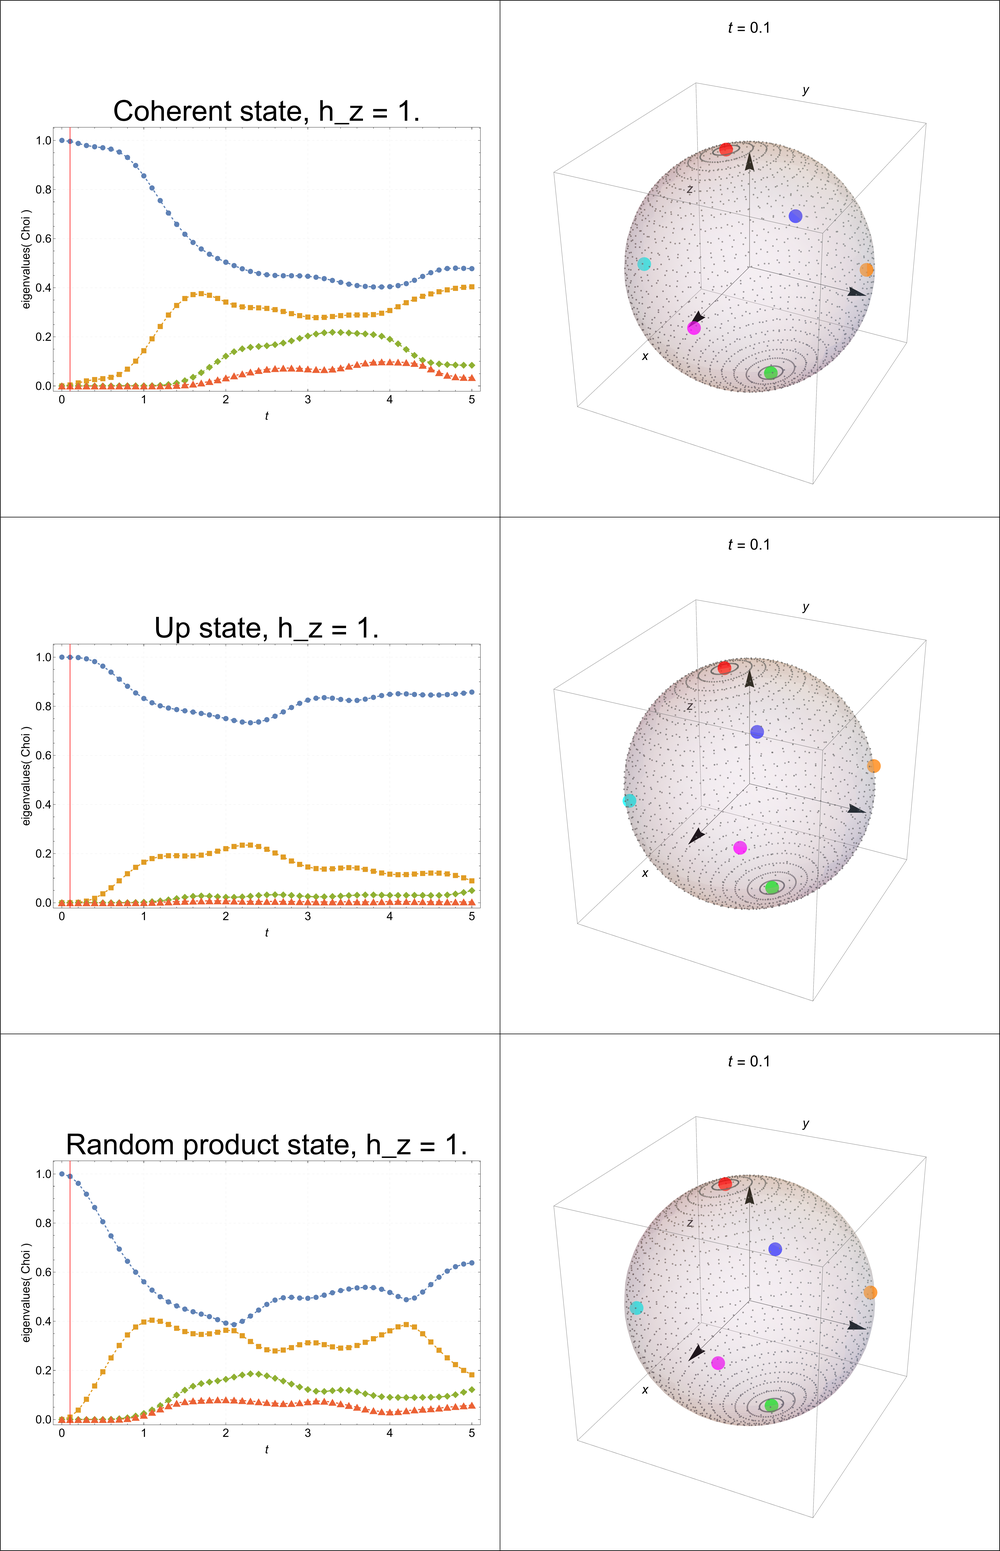 Coherent state, h_z = 1.
eigenvalues( Choi )
1.0
0.8
0.6
0.4
0.2
0.0
0 1 2 3 4 5
t
t = 0.1
y
z
x
Up state, h_z = 1.
eigenvalues( Choi )
1.0
0.8
0.6
0.4
0.2
0.0
0 1 2 3 4 5
t
t = 0.1
y
z
x
Random product state, h_z = 1.
eigenvalues( Choi )
1.0
0.8
0.6
0.4
0.2
0.0
0 1 2 3 4 5
t
t = 0.1
y
z
x